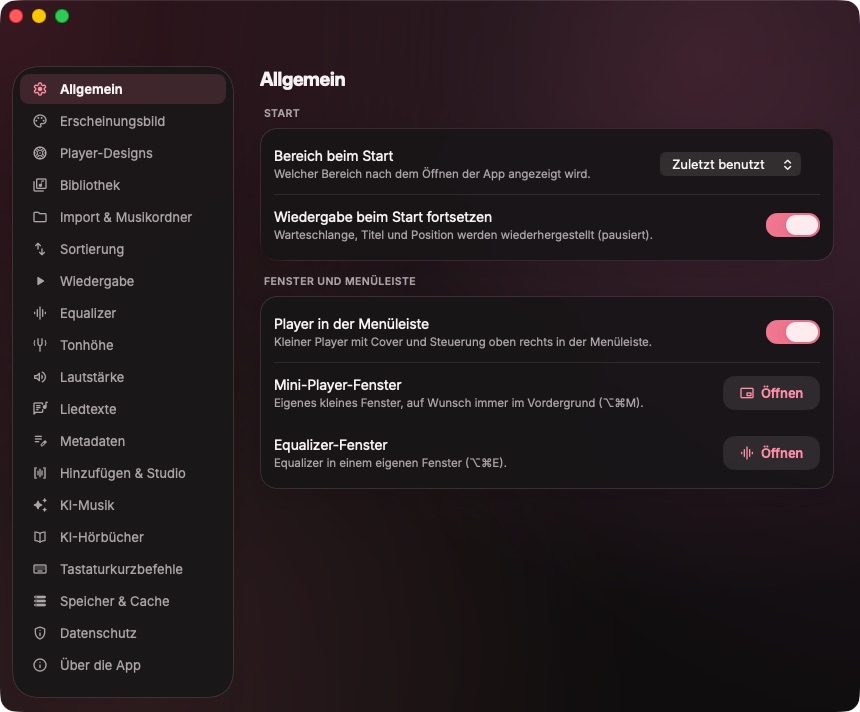 Allgemein
Erscheinungsbild
Player-Designs
Bibliothek
Import & Musikordner
Sortierung
Wiedergabe
Equalizer
Tonhöhe
Lautstärke
Liedtexte
Metadaten
Hinzufügen & Studio
KI-Musik
KI-Hörbücher
Tastaturkurzbefehle
Speicher & Cache
Datenschutz
Über die App
Allgemein
START
Bereich beim Start
Welcher Bereich nach dem Öffnen der App angezeigt wird.
Zuletzt benutzt
Wiedergabe beim Start fortsetzen
Warteschlange, Titel und Position werden wiederhergestellt (pausiert).
FENSTER UND MENÜLEISTE
Player in der Menüleiste
Kleiner Player mit Cover und Steuerung oben rechts in der Menüleiste.
Mini-Player-Fenster
Eigenes kleines Fenster, auf Wunsch immer im Vordergrund (⌥⌘M).
Öffnen
Equalizer-Fenster
Equalizer in einem eigenen Fenster (⌥⌘E).
Öffnen